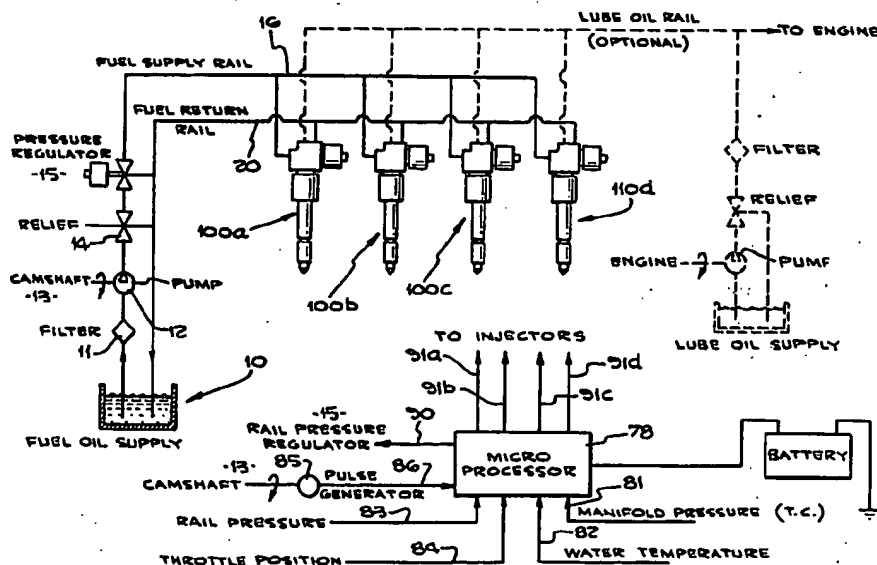 LUBE OIL RAIL
(OPTIONAL)
TO ENGINE
16
FUEL SUPPLY RAIL
FUEL RETURN
RAIL
PRESSURE
REGULATOR
-15-
20
FILTER
110d
RELIEF
RELIEF
14
100a
CAMSHAFT
-13-
PUMP
ENGINE
PUMP
100b
100c
FILTER
12
11
TO INJECTORS
LUBE OIL SUPPLY
91a
91d
10
91b
91c
FUEL OIL SUPPLY
-15-
RAIL PRESSURE
REGULATOR
90
78
MICRO
PROCESSOR
BATTERY
-13-
CAMSHAFT
85
PULSE
GENERATOR
86
81
RAIL PRESSURE
83
MANIFOLD PRESSURE (T.C.)
82
THROTTLE POSITION
84
WATER TEMPERATURE